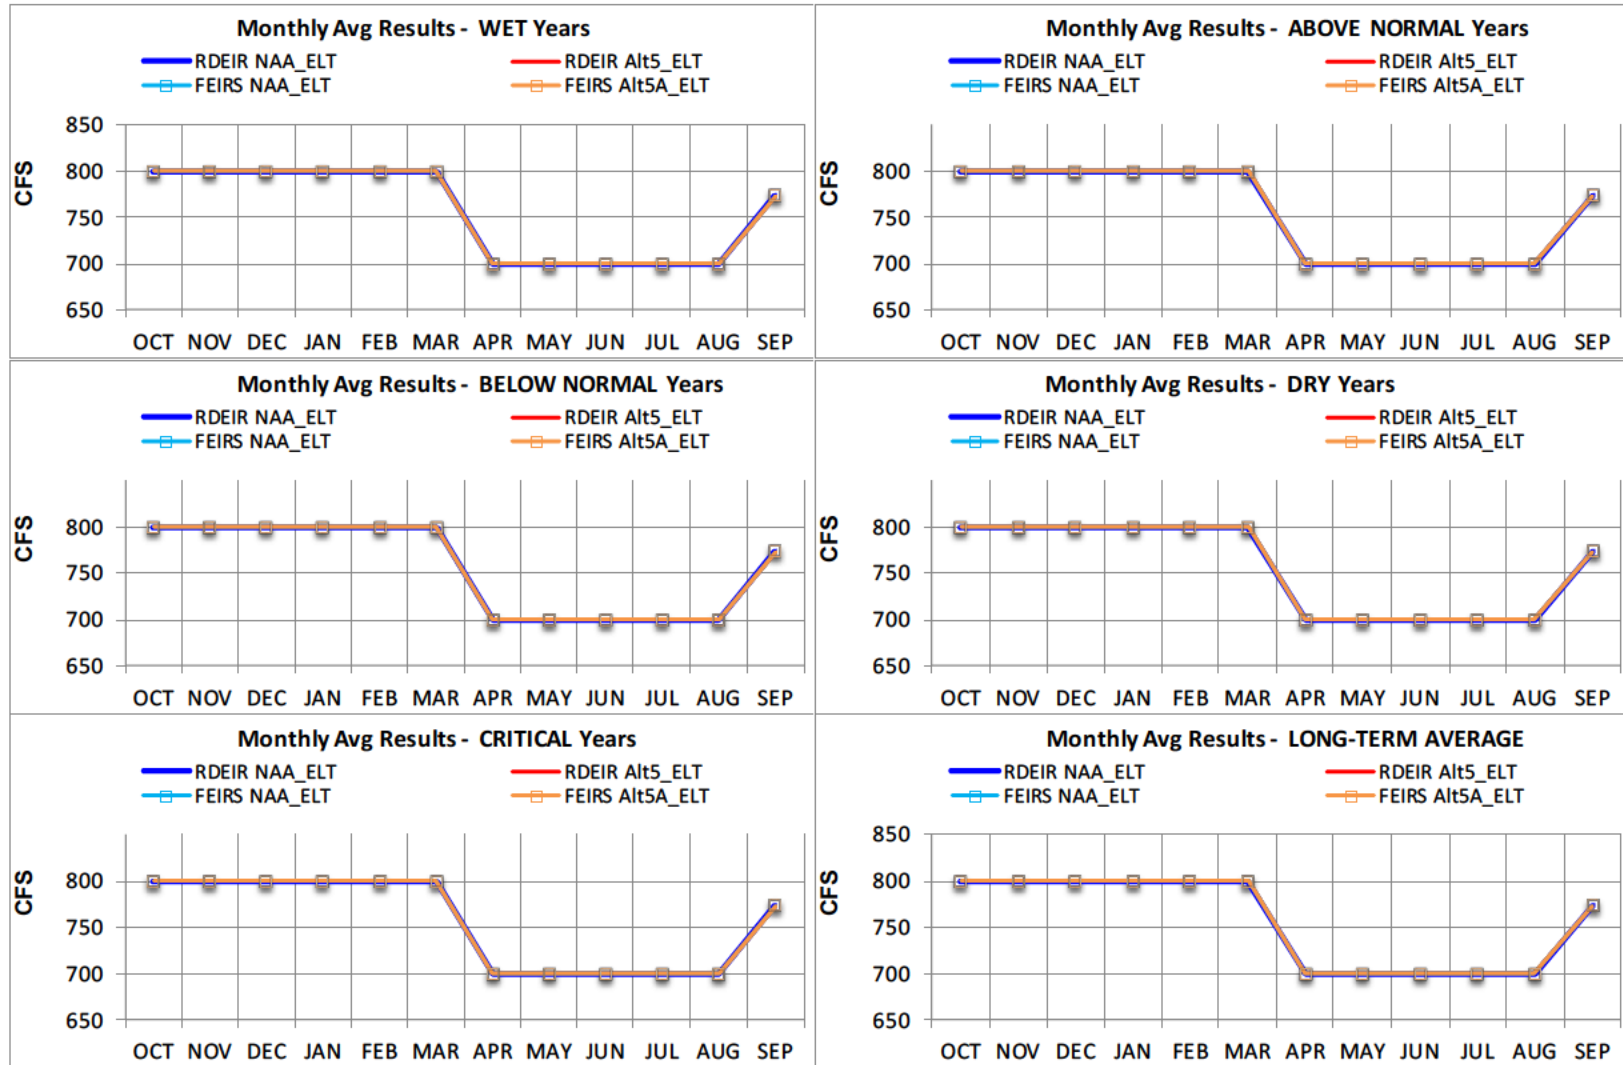 Monthly Avg Results - WET Years
RDEIR NAA_ELT RDEIR Alt5_ELT
FEIRS NAA_ELT FEIRS Alt5A_ELT
850
800
750
700
650
CFS
OCT NOV DEC JAN FEB MAR APR MAY JUN JUL AUG SEP
Monthly Avg Results - ABOVE NORMAL Years
RDEIR NAA_ELT RDEIR Alt5_ELT
FEIRS NAA_ELT FEIRS Alt5A_ELT
800
750
700
650
CFS
OCT NOV DEC JAN FEB MAR APR MAY JUN JUL AUG SEP
Monthly Avg Results - BELOW NORMAL Years
RDEIR NAA_ELT RDEIR Alt5_ELT
FEIRS NAA_ELT FEIRS Alt5A_ELT
800
750
700
650
CFS
OCT NOV DEC JAN FEB MAR APR MAY JUN JUL AUG SEP
Monthly Avg Results - DRY Years
RDEIR NAA_ELT RDEIR Alt5_ELT
FEIRS NAA_ELT FEIRS Alt5A_ELT
800
750
700
650
CFS
OCT NOV DEC JAN FEB MAR APR MAY JUN JUL AUG SEP
Monthly Avg Results - CRITICAL Years
RDEIR NAA_ELT RDEIR Alt5_ELT
FEIRS NAA_ELT FEIRS Alt5A_ELT
800
750
700
650
CFS
OCT NOV DEC JAN FEB MAR APR MAY JUN JUL AUG SEP
Monthly Avg Results - LONG-TERM AVERAGE
RDEIR NAA_ELT RDEIR Alt5_ELT
FEIRS NAA_ELT FEIRS Alt5A_ELT
850
800
750
700
650
CFS
OCT NOV DEC JAN FEB MAR APR MAY JUN JUL AUG SEP